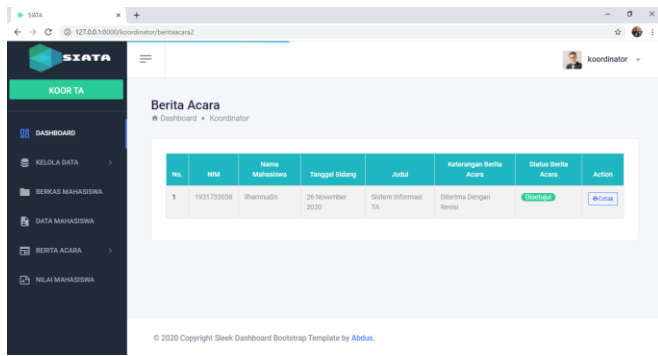 SIATA
127.0.0.1:8000/koordinator/beritaacara2
SIATA
koordinator
KOOR TA
Berita Acara
Dashboard • Koordinator
DASHBOARD
KELOLA DATA
BERKAS MAHASISWA
DATA MAHASISWA
BERITA ACARA
NILAI MAHASISWA
No. NIM Nama Mahasiswa Tanggal Sidang Judul Keterangan Berita Acara Status Berita Acara Action
1 1931733038 Ilhamnudin 26 November 2020 Sistem Informasi TA Diterima Dengan Revisi Disetujui Cetak
© 2020 Copyright Sleek Dashboard Bootstrap Template by Abdus.